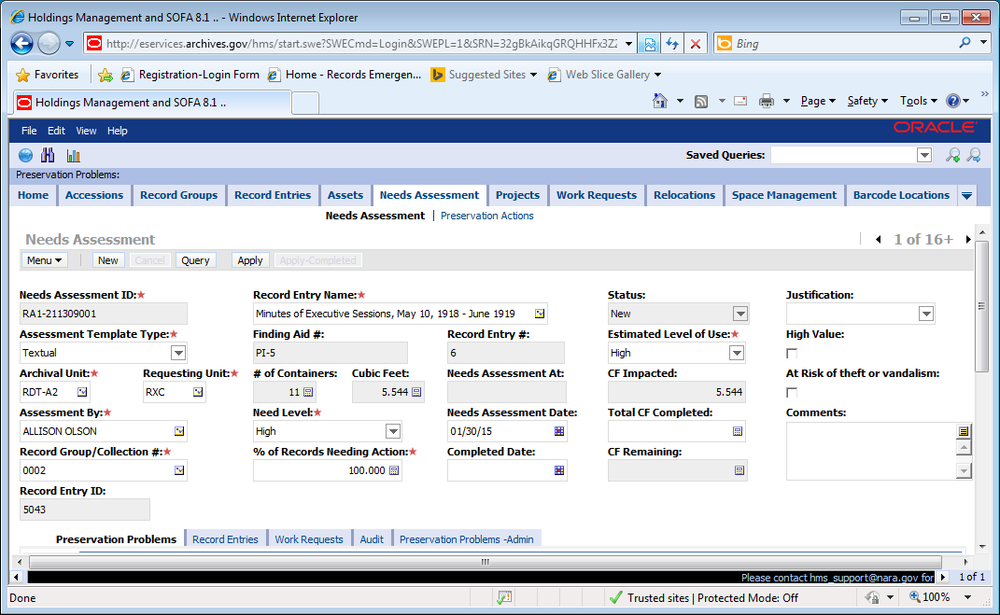 Holdings Management and SOFA 8.1 .. - Windows Internet Explorer
http://eservices.archives.gov/hms/start.swe?SWECmd=Login&SWEPL=1&SRN=32gBkAikqGRQHHFx3ZZ
Bing
Favorites Registration-Login Form Home - Records Emergen... Suggested Sites Web Slice Gallery
Holdings Management and SOFA 8.1 .. Page Safety Tools
File Edit View Help ORACLE
Saved Queries:
Preservation Problems:
Home Accessions Record Groups Record Entries Assets Needs Assessment Projects Work Requests Relocations Space Management Barcode Locations
Needs Assessment | Preservation Actions
Needs Assessment 1 of 16+
Menu New Cancel Query Apply Apply-Completed
Needs Assessment ID:* Record Entry Name:* Status: Justification:
RA1-211309001 Minutes of Executive Sessions, May 10, 1918 - June 1919 New
Assessment Template Type:* Finding Aid #: Record Entry #: Estimated Level of Use:* High Value:
Textual PI-5 6 High
Archival Unit:* Requesting Unit:* # of Containers: Cubic Feet: Needs Assessment At: CF Impacted: At Risk of theft or vandalism:
RDT-A2 RXC 11 5.544 5.544
Assessment By:* Need Level:* Needs Assessment Date: Total CF Completed: Comments:
ALLISON OLSON High 01/30/15
Record Group/Collection #:* % of Records Needing Action:* Completed Date: CF Remaining:
0002 100.000
Record Entry ID:
5043
Preservation Problems Record Entries Work Requests Audit Preservation Problems -Admin
Please contact hms_support@nara.gov for 1 of 1
Done Trusted sites | Protected Mode: Off 100%